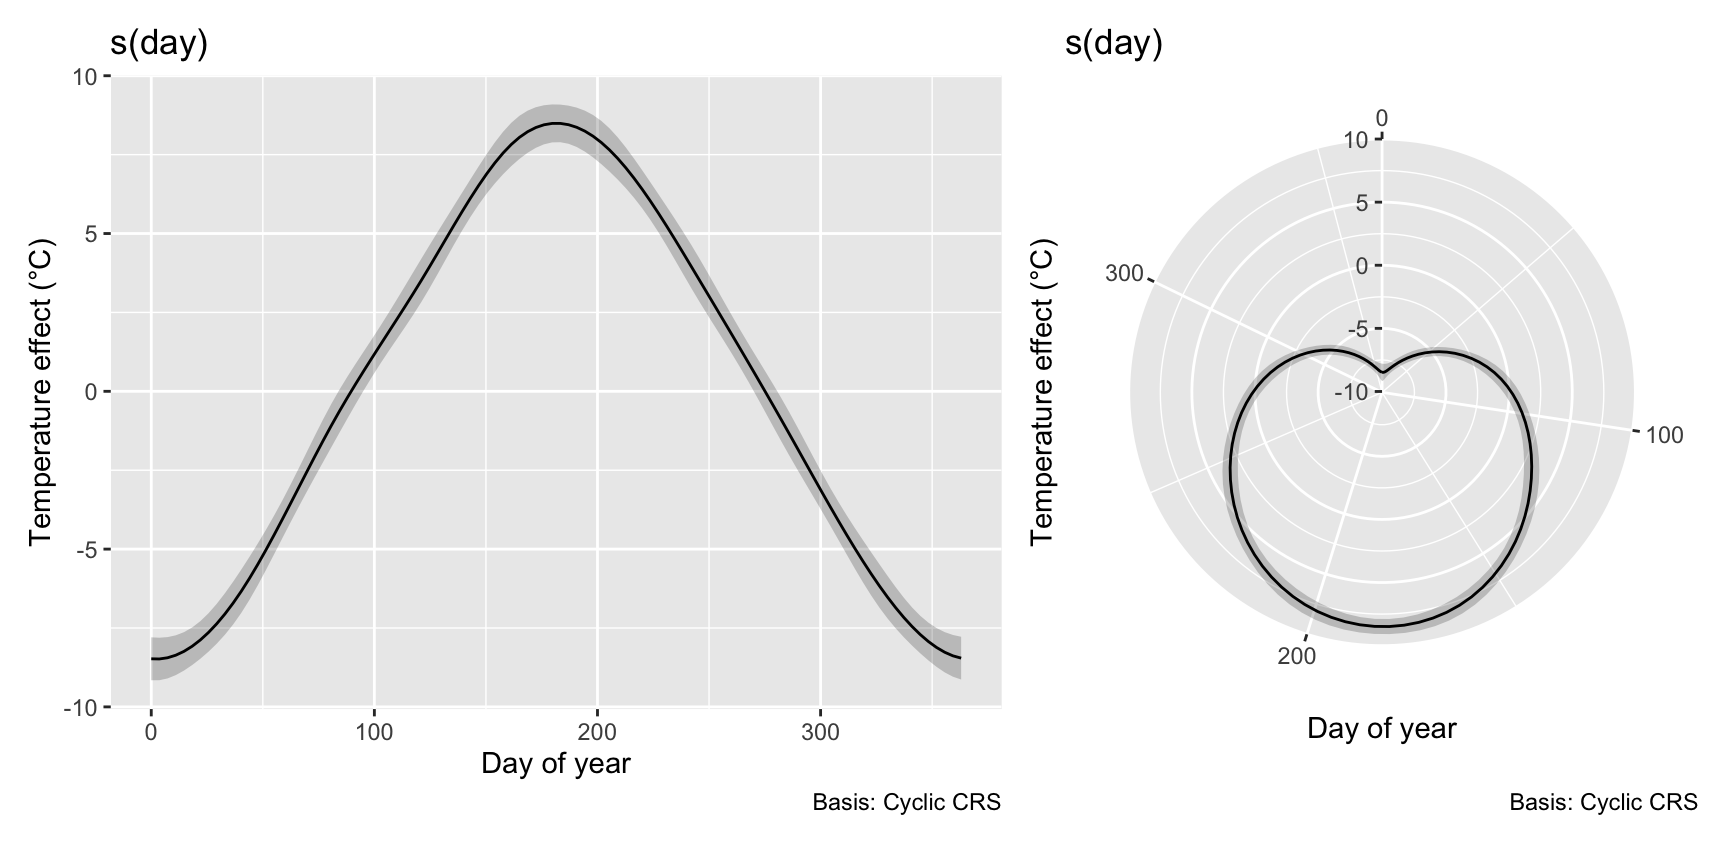 s(day)
10
5
0
-5
-10
Temperature effect (°C)
0
100
200
300
Day of year
Basis: Cyclic CRS
s(day)
0
10
5
0
-5
-10
300
100
200
Temperature effect (°C)
Day of year
Basis: Cyclic CRS